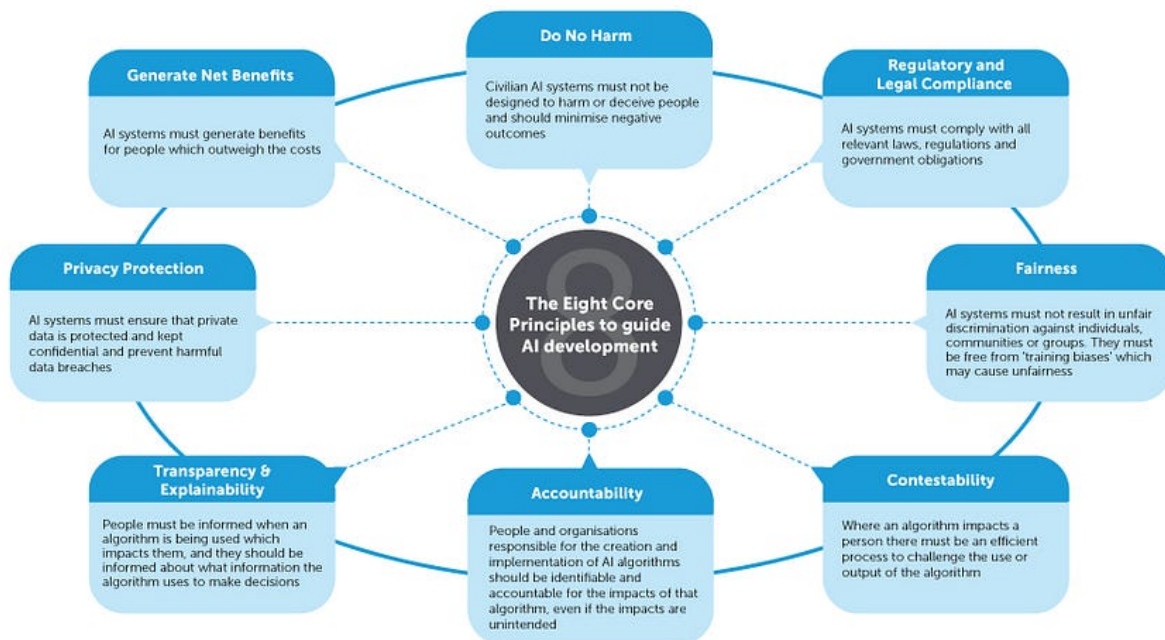 Do No Harm
Civilian AI systems must not be
designed to harm or deceive people
and should minimise negative
outcomes
Generate Net Benefits
AI systems must generate benefits
for people which outweigh the costs
Regulatory and
Legal Compliance
AI systems must comply with all
relevant laws, regulations and
government obligations
Privacy Protection
AI systems must ensure that private
data is protected and kept
confidential and prevent harmful
data breaches
8
The Eight Core
Principles to guide
AI development
Fairness
AI systems must not result in unfair
discrimination against individuals,
communities or groups. They must
be free from 'training biases' which
may cause unfairness
Transparency &
Explainability
People must be informed when an
algorithm is being used which
impacts them, and they should be
informed about what information the
algorithm uses to make decisions
Accountability
People and organisations
responsible for the creation and
implementation of AI algorithms
should be identifiable and
accountable for the impacts of that
algorithm, even if the impacts are
unintended
Contestability
Where an algorithm impacts a
person there must be an efficient
process to challenge the use or
output of the algorithm